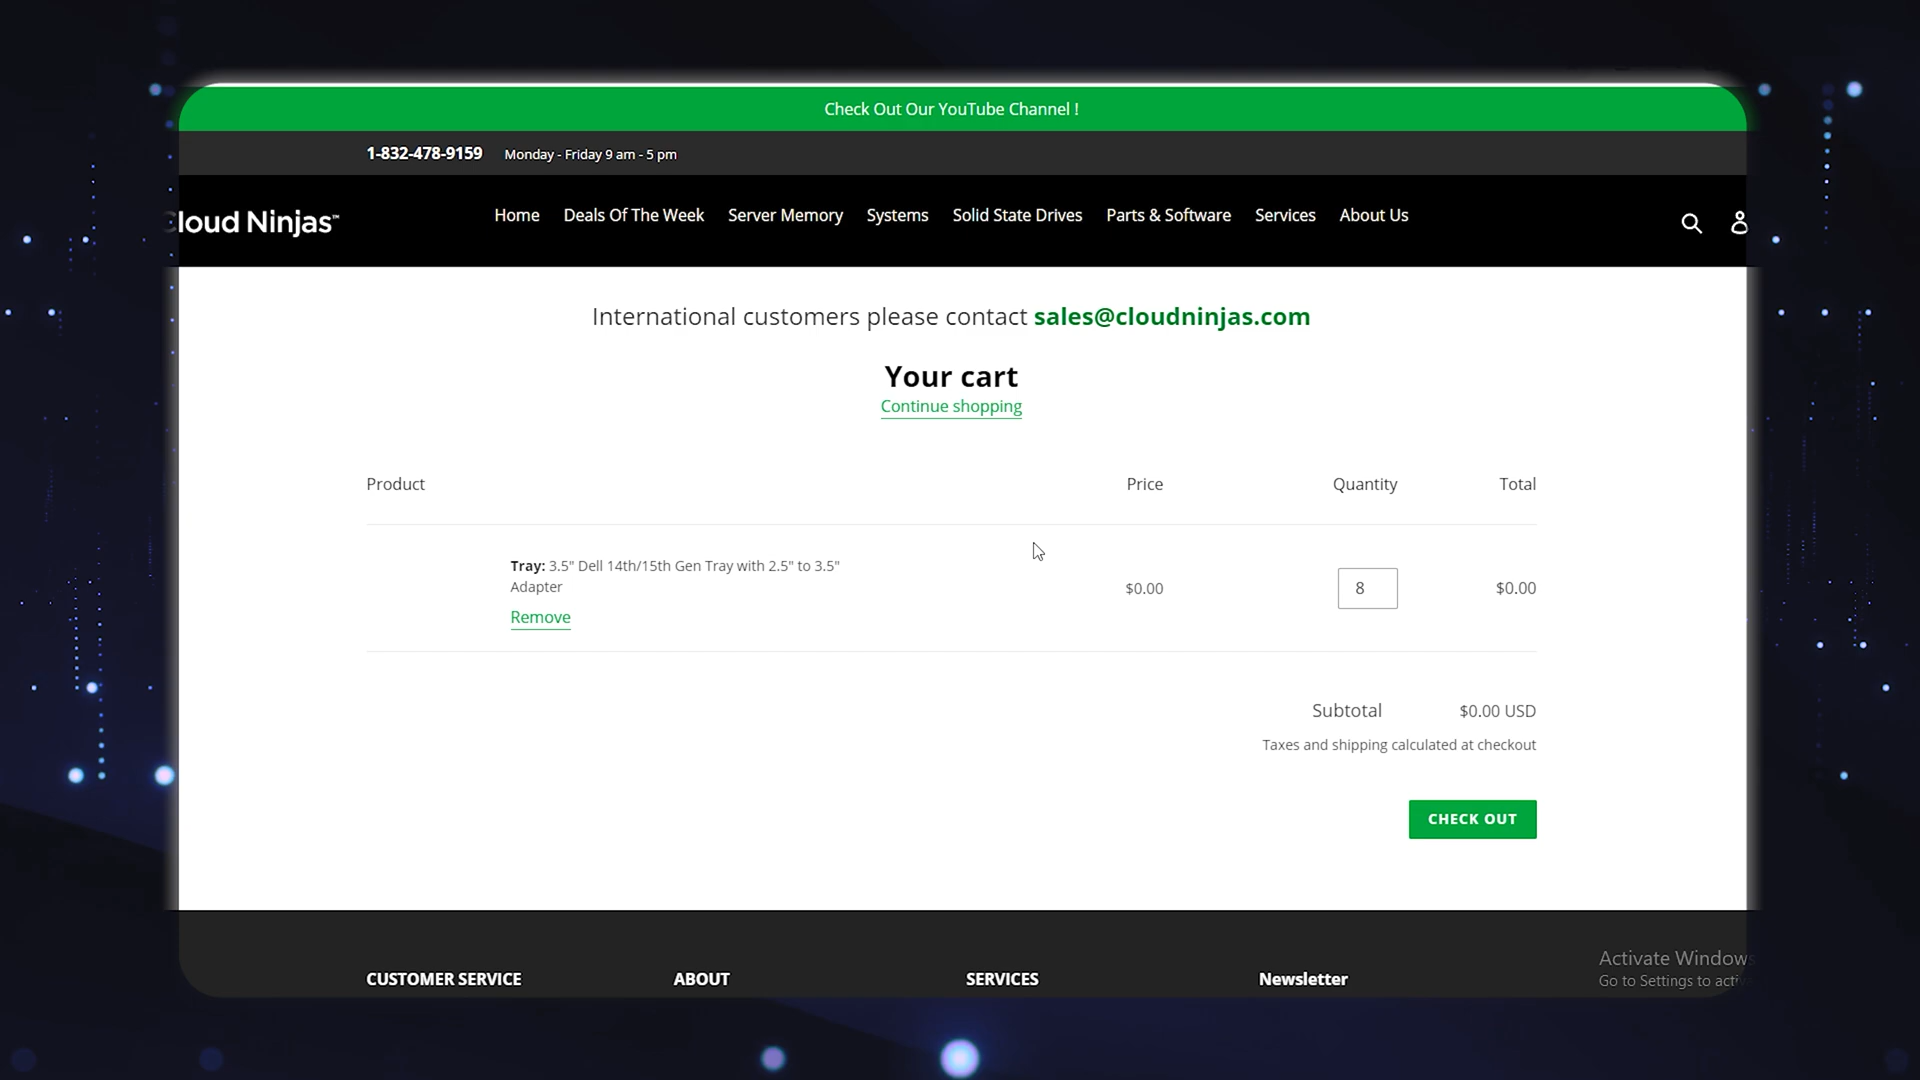 Check Out Our YouTube Channel !
1-832-478-9159 Monday - Friday 9 am - 5 pm
Cloud Ninjas™ Home Deals Of The Week Server Memory Systems Solid State Drives Parts & Software Services About Us
International customers please contact sales@cloudninjas.com
Your cart
Continue shopping
Product Price Quantity Total
Tray: 3.5" Dell 14th/15th Gen Tray with 2.5" to 3.5"
Adapter
$0.00 8 $0.00
Remove
Subtotal $0.00 USD
Taxes and shipping calculated at checkout
CHECK OUT
Activate Windows
Go to Settings to
CUSTOMER SERVICE ABOUT SERVICES Newsletter